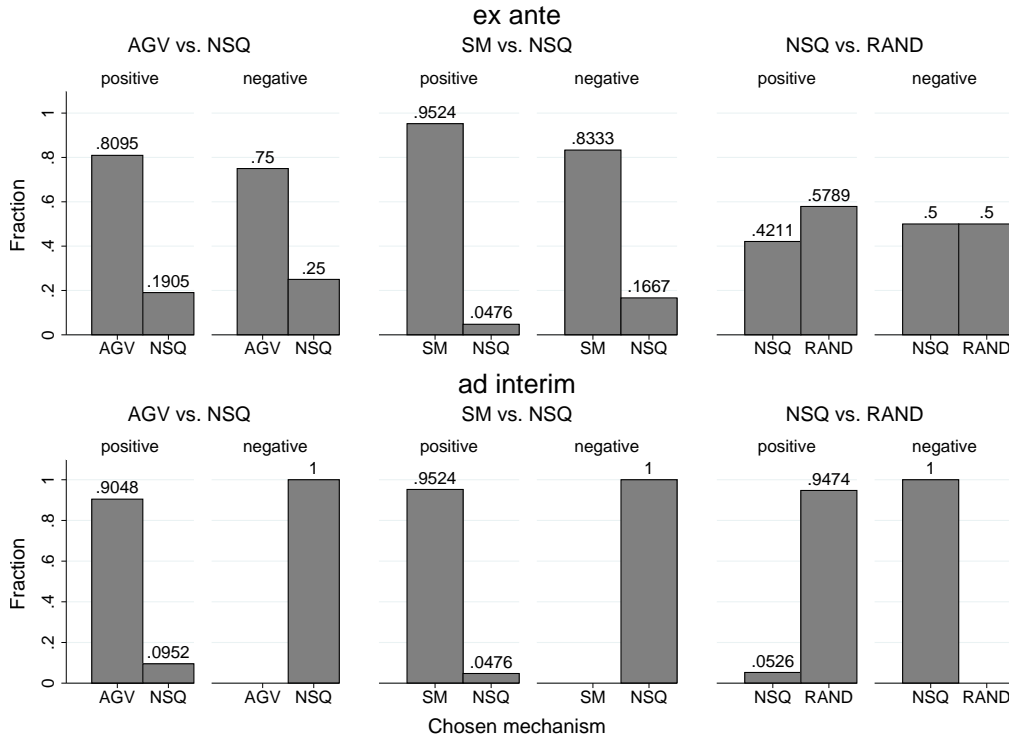 ex ante
AGV vs. NSQ SM vs. NSQ NSQ vs. RAND
positive negative positive negative positive negative
Fraction
1
.8
.6
.4
.2
0
.8095 .1905 .75 .25 .9524 .0476 .8333 .1667 .4211 .5789 .5 .5
AGV NSQ AGV NSQ SM NSQ SM NSQ NSQ RAND NSQ RAND
ad interim
AGV vs. NSQ SM vs. NSQ NSQ vs. RAND
positive negative positive negative positive negative
Fraction
1
.8
.6
.4
.2
0
.9048 .0952 1 .9524 .0476 1 .0526 .9474 1
AGV NSQ AGV NSQ SM NSQ SM NSQ NSQ RAND NSQ RAND
Chosen mechanism